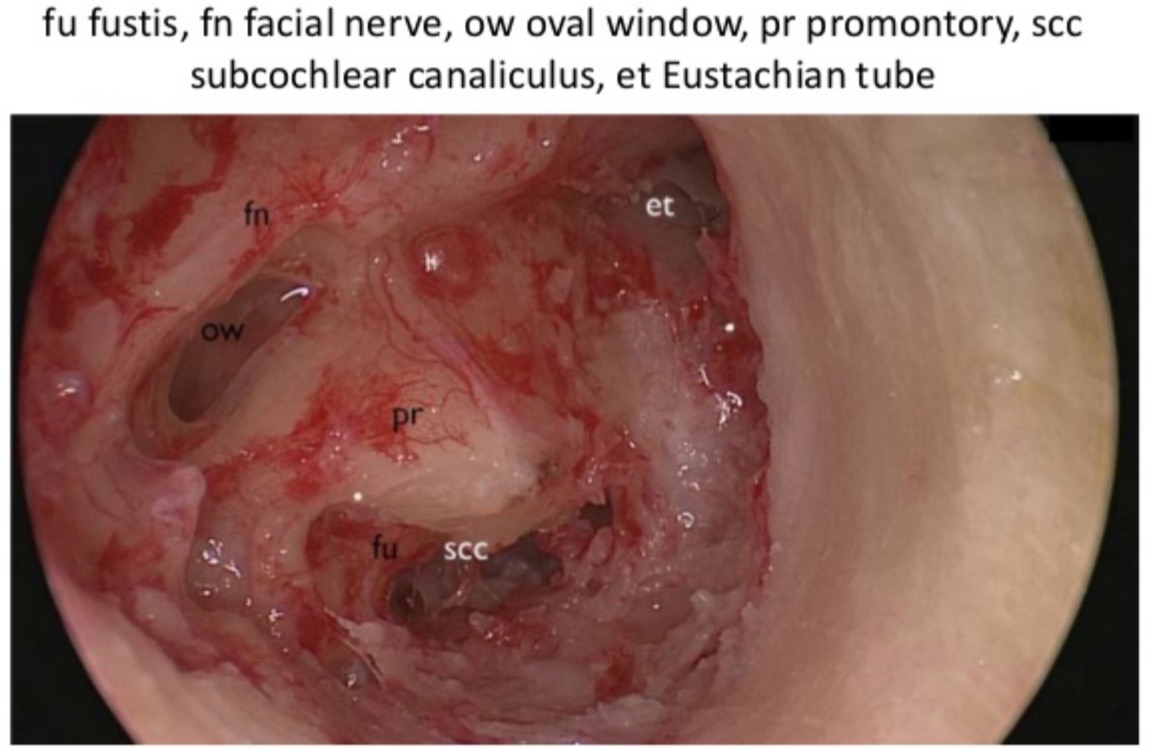 fu fustis, fn facial nerve, ow oval window, pr promontory, scc
subcochlear canaliculus, et Eustachian tube
fn
et
ow
pr
fu
scc